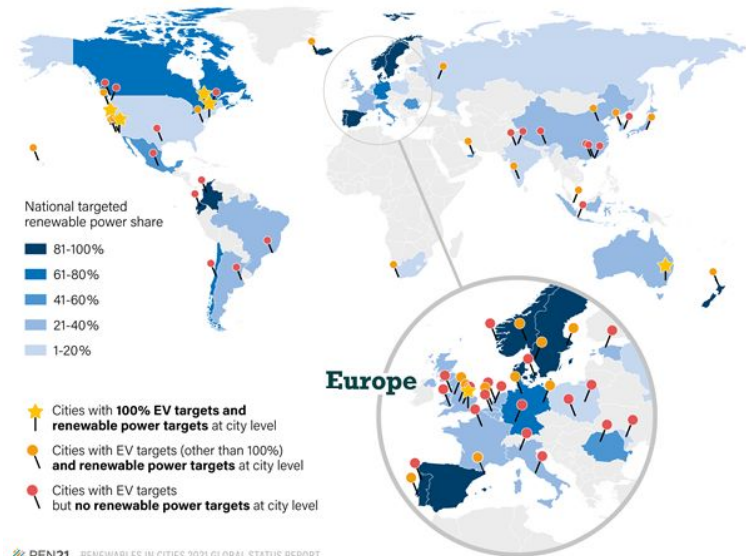 National targeted
renewable power share
81-100%
61-80%
41-60%
21-40%
1-20%
Europe
Cities with 100% EV targets and
renewable power targets at city level
Cities with EV targets (other than 100%)
and renewable power targets at city level
Cities with EV targets
but no renewable power targets at city level
REN21 RENEWABLES IN CITIES 2021 GLOBAL STATUS REPORT